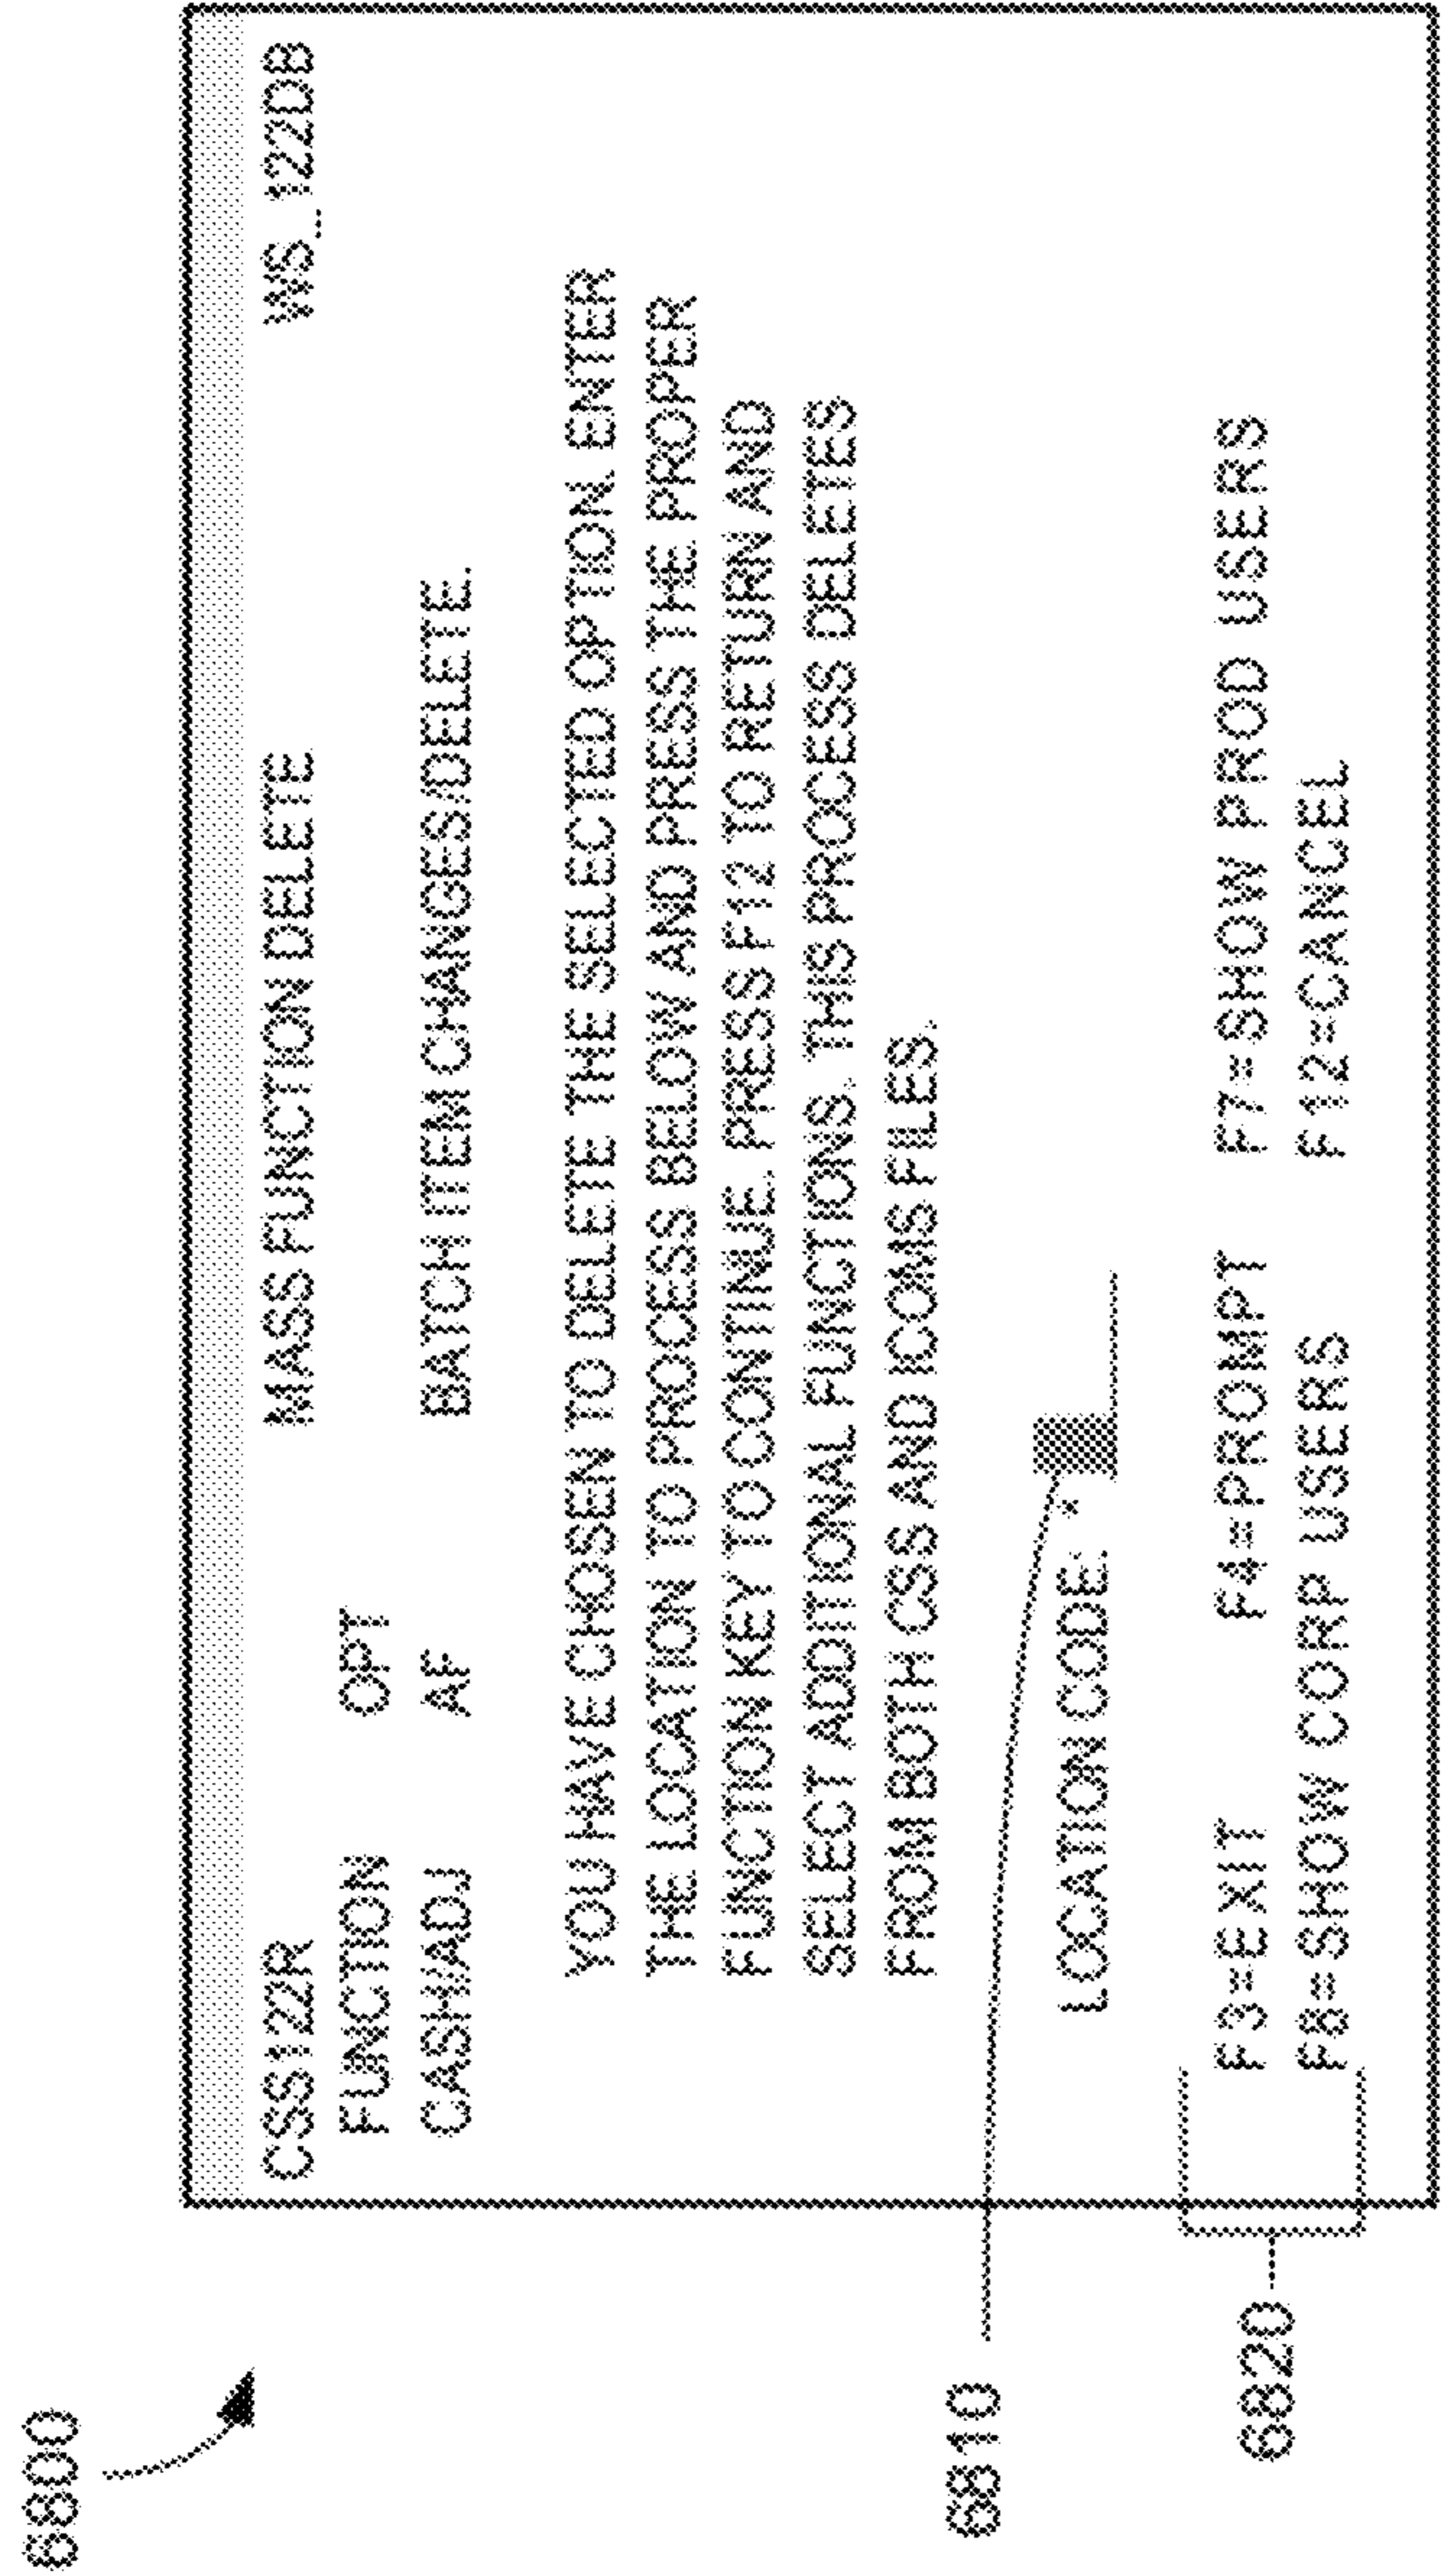 6800
CSS122R MASS FUNCTION DELETE WS_122DB
FUNCTION OPT
CASH/ADJ AF BATCH ITEM CHANGES/DELETE.
YOU HAVE CHOSEN TO DELETE THE SELECTED OPTION. ENTER
THE LOCATION TO PROCESS BELOW AND PRESS THE PROPER
FUNCTION KEY TO CONTINUE. PRESS F12 TO RETURN AND
SELECT ADDITIONAL FUNCTIONS. THIS PROCESS DELETES
FROM BOTH CSS AND ICOMS FILES.
6810
LOCATION CODE: *
F3=EXIT F4=PROMPT F7=SHOW PROD USERS
F8=SHOW CORP USERS F12=CANCEL
6820